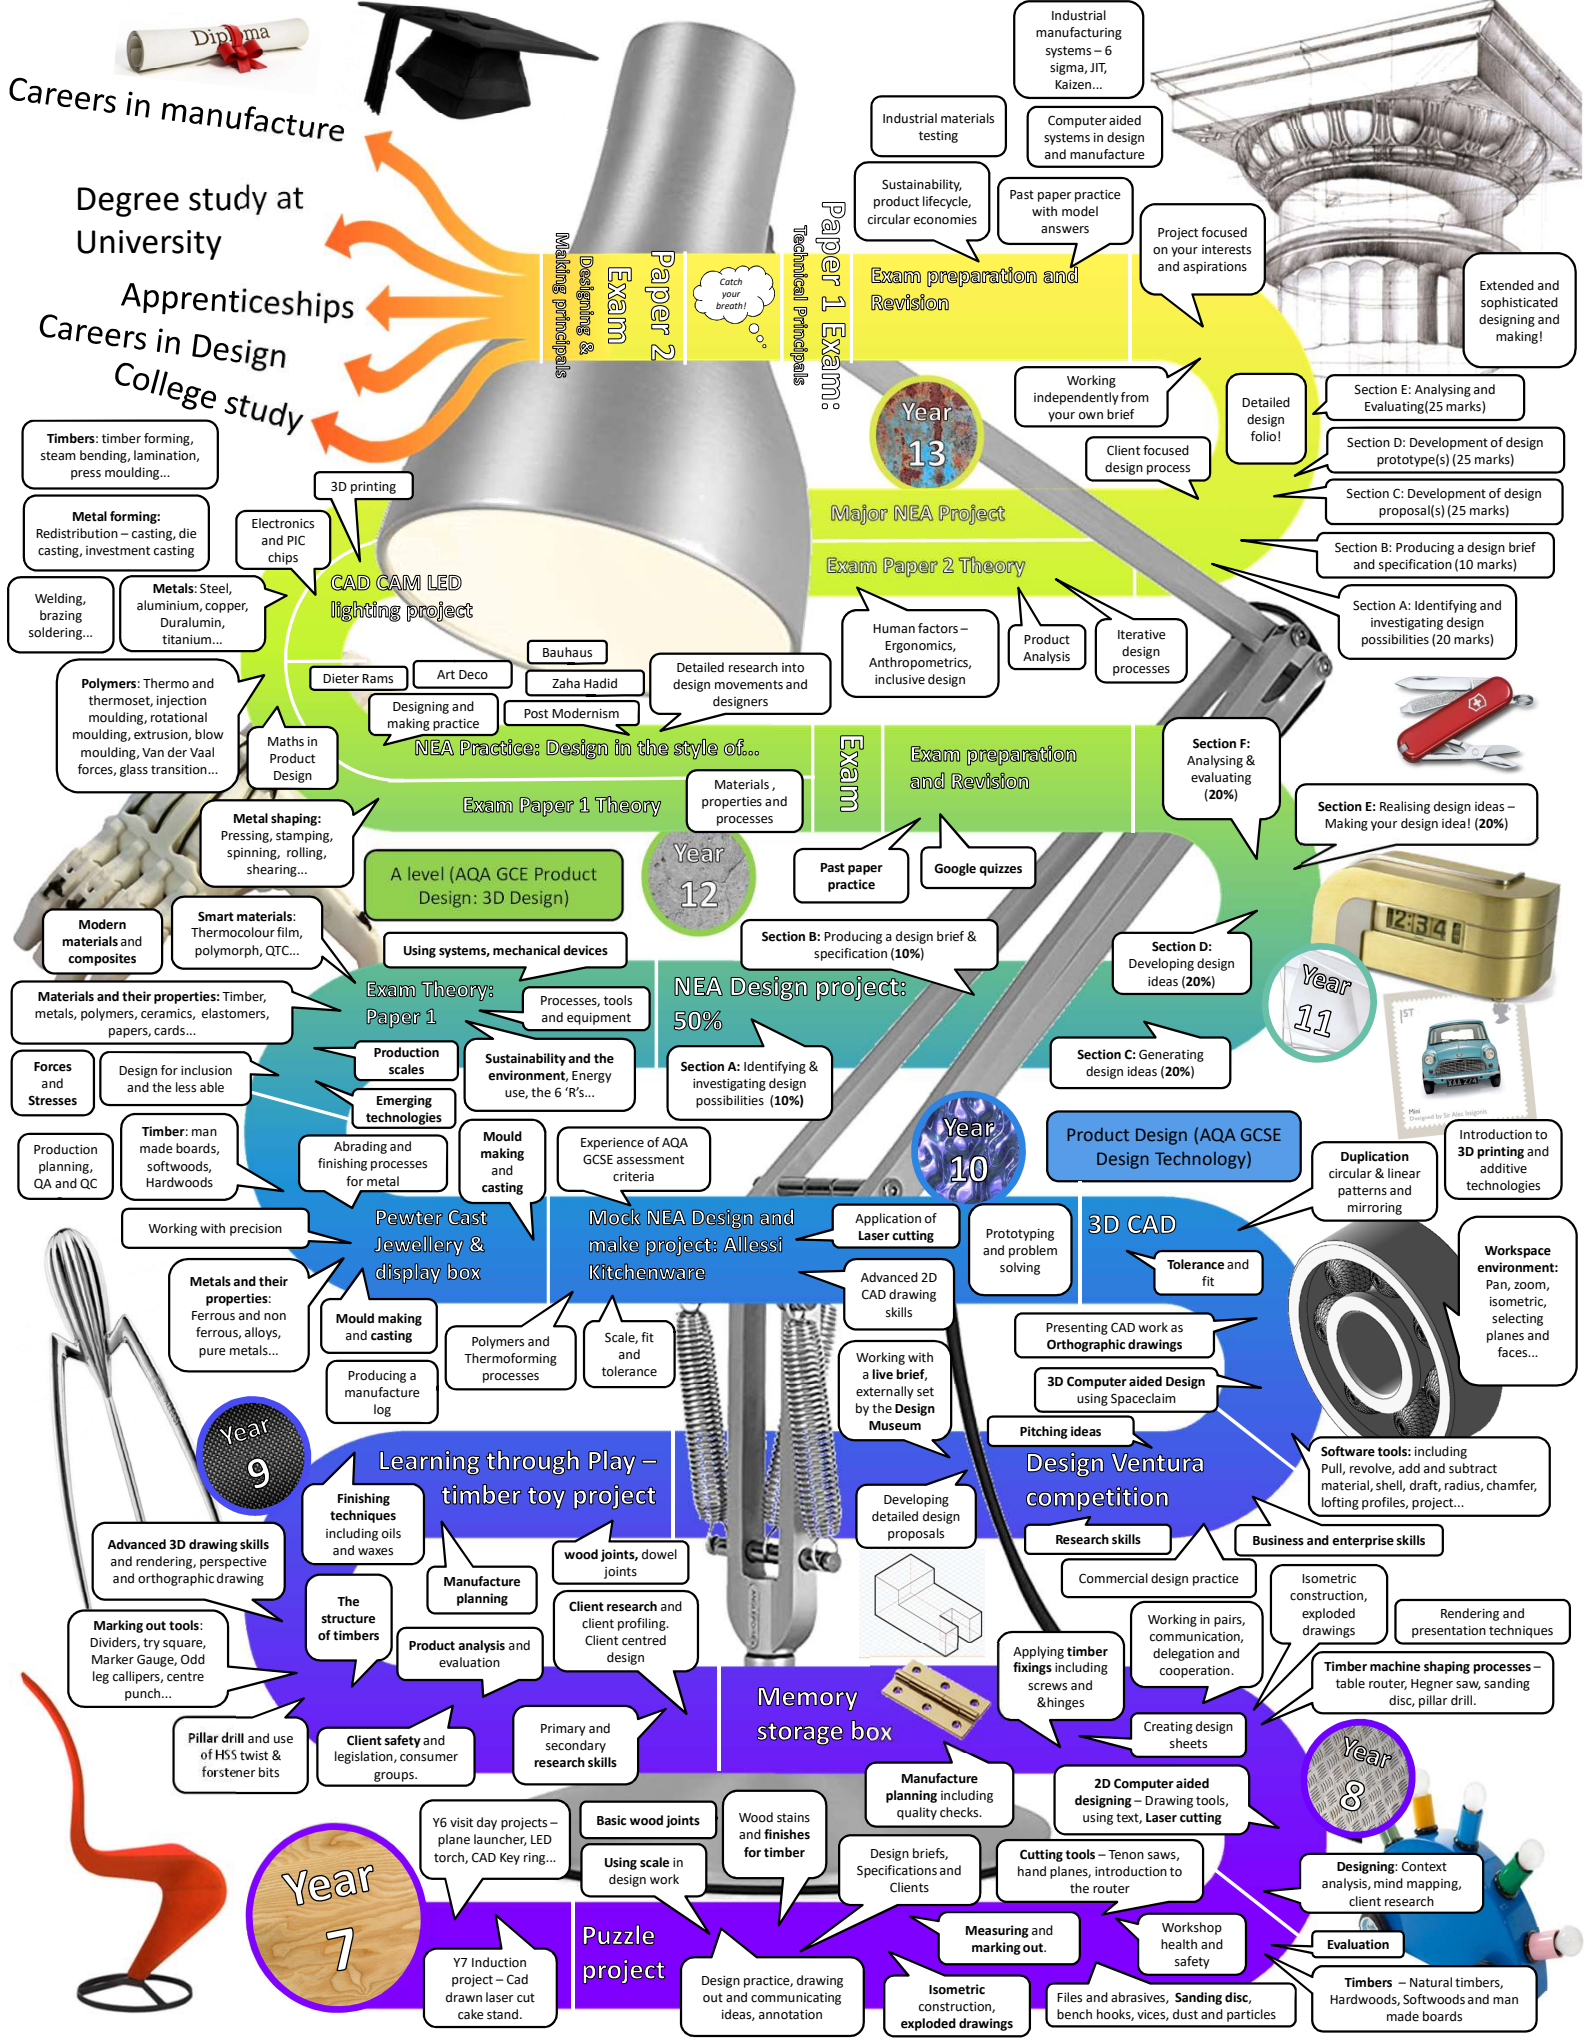 Diploma
Careers in manufacture
Degree study at
University
Apprenticeships
Careers in Design
College study
Industrial
manufacturing
systems – 6
sigma, JIT,
Kaizen...
Industrial materials
testing
Computer aided
systems in design
and manufacture
Sustainability,
product lifecycle,
circular economies
Past paper practice
with model
answers
Project focused
on your interests
and aspirations
Extended and
sophisticated
designing and
making!
Paper 2
Exam
Designing &
Making principals
Catch
your
breath!
Paper 1 Exam:
Technical Principals
Exam preparation and
Revision
Working
independently from
your own brief
Year
13
Client focused
design process
Detailed
design
folio!
Section E: Analysing and
Evaluating(25 marks)
Section D: Development of design
prototype(s) (25 marks)
Section C: Development of design
proposal(s) (25 marks)
Section B: Producing a design brief
and specification (10 marks)
Section A: Identifying and
investigating design
possibilities (20 marks)
Major NEA Project
Exam Paper 2 Theory
Human factors –
Ergonomics,
Anthropometrics,
inclusive design
Product
Analysis
Iterative
design
processes
Timbers: timber forming,
steam bending, lamination,
press moulding...
Metal forming:
Redistribution – casting, die
casting, investment casting
3D printing
Electronics
and PIC
chips
Welding,
brazing
soldering...
Metals: Steel,
aluminium, copper,
Duralumin,
titanium...
CAD CAM LED
lighting project
Polymers: Thermo and
thermoset, injection
moulding, rotational
moulding, extrusion, blow
moulding, Van der Vaal
forces, glass transition...
Maths in
Product
Design
Bauhaus
Dieter Rams
Art Deco
Zaha Hadid
Detailed research into
design movements and
designers
Designing and
making practice
Post Modernism
NEA Practice: Design in the style of...
Exam Paper 1 Theory
Materials ,
properties and
processes
Exam
Exam preparation
and Revision
Section F:
Analysing &
evaluating
(20%)
Section E: Realising design ideas –
Making your design idea! (20%)
Metal shaping:
Pressing, stamping,
spinning, rolling,
shearing...
A level (AQA GCE Product
Design: 3D Design)
Year
12
Past paper
practice
Google quizzes
12:34
Modern
materials and
composites
Smart materials:
Thermocolour film,
polymorph, QTC...
Using systems, mechanical devices
Section B: Producing a design brief &
specification (10%)
Section D:
Developing design
ideas (20%)
Year
11
Materials and their properties: Timber,
metals, polymers, ceramics, elastomers,
papers, cards...
Exam Theory:
Paper 1
Processes, tools
and equipment
NEA Design project:
50%
1ST
Mini
Designed by Sir Alec Issigonis
Forces
and
Stresses
Design for inclusion
and the less able
Production
scales
Emerging
technologies
Sustainability and the
environment, Energy
use, the 6 'R's...
Section A: Identifying &
investigating design
possibilities (10%)
Section C: Generating
design ideas (20%)
Production
planning,
QA and QC
Timber: man
made boards,
softwoods,
Hardwoods
Abrading and
finishing processes
for metal
Mould
making
and
casting
Experience of AQA
GCSE assessment
criteria
Year
10
Product Design (AQA GCSE
Design Technology)
Duplication
circular & linear
patterns and
mirroring
Introduction to
3D printing and
additive
technologies
Working with precision
Pewter Cast
Jewellery &
display box
Mock NEA Design and
make project: Allessi
Kitchenware
Application of
Laser cutting
Prototyping
and problem
solving
3D CAD
Tolerance and
fit
Workspace
environment:
Pan, zoom,
isometric,
selecting
planes and
faces...
Metals and their
properties:
Ferrous and non
ferrous, alloys,
pure metals...
Mould making
and casting
Producing a
manufacture
log
Polymers and
Thermoforming
processes
Scale, fit
and
tolerance
Advanced 2D
CAD drawing
skills
Working with
a live brief,
externally set
by the Design
Museum
Presenting CAD work as
Orthographic drawings
3D Computer aided Design
using Spaceclaim
Pitching ideas
Year
9
Learning through Play –
timber toy project
Design Ventura
competition
Software tools: including
Pull, revolve, add and subtract
material, shell, draft, radius, chamfer,
lofting profiles, project...
Finishing
techniques
including oils
and waxes
Developing
detailed design
proposals
Research skills
Business and enterprise skills
Advanced 3D drawing skills
and rendering, perspective
and orthographic drawing
Manufacture
planning
wood joints, dowel
joints
Commercial design practice
Isometric
construction,
exploded
drawings
The
structure
of timbers
Marking out tools:
Dividers, try square,
Marker Gauge, Odd
leg callipers, centre
punch...
Product analysis and
evaluation
Client research and
client profiling.
Client centred
design
Applying timber
fixings including
screws and
&hinges
Working in pairs,
communication,
delegation and
cooperation.
Rendering and
presentation techniques
Timber machine shaping processes –
table router, Hegner saw, sanding
disc, pillar drill.
Memory
storage box
Creating design
sheets
Pillar drill and use
of HSS twist &
forstener bits
Client safety and
legislation, consumer
groups.
Primary and
secondary
research skills
Manufacture
planning including
quality checks.
2D Computer aided
designing – Drawing tools,
using text, Laser cutting
Year
8
Y6 visit day projects –
plane launcher, LED
torch, CAD Key ring...
Basic wood joints
Wood stains
and finishes
for timber
Using scale in
design work
Design briefs,
Specifications and
Clients
Cutting tools – Tenon saws,
hand planes, introduction to
the router
Designing: Context
analysis, mind mapping,
client research
Year
7
Puzzle
project
Measuring and
marking out.
Workshop
health and
safety
Evaluation
Y7 Induction
project – Cad
drawn laser cut
cake stand.
Design practice, drawing
out and communicating
ideas, annotation
Isometric
construction,
exploded drawings
Files and abrasives, Sanding disc,
bench hooks, vices, dust and particles
Timbers – Natural timbers,
Hardwoods, Softwoods and man
made boards